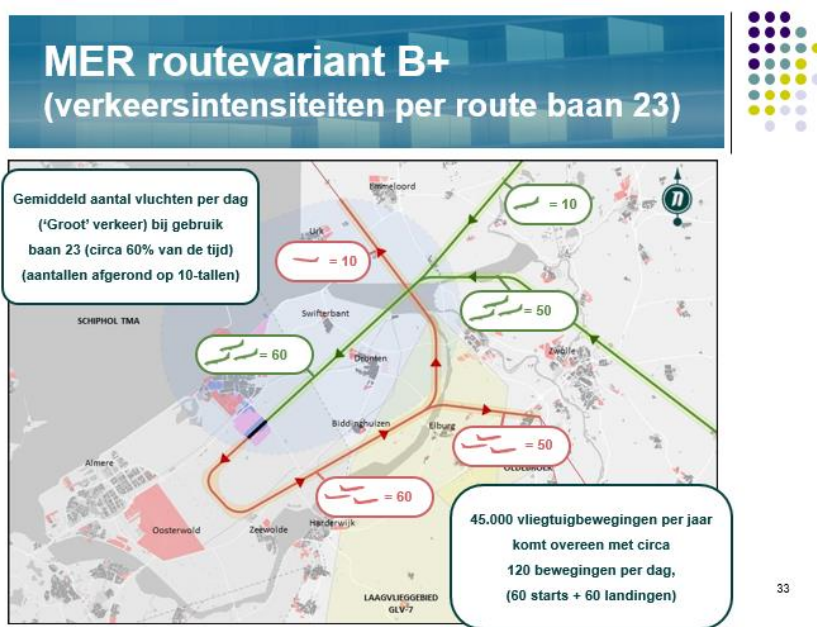 MER routevariant B+
(verkeersintensiteiten per route baan 23)
Gemiddeld aantal vluchten per dag
('Groot' verkeer) bij gebruik
baan 23 (circa 60% van de tijd)
(aantallen afgerond op 10-tallen)
Emmeloord
n
= 10
Urk
= 10
SCHIPHOL TMA
Swifterbant
= 50
= 60
Dronten
Zwolle
Biddinghuizen
Elburg
= 50
Almere
= 60
Oosterwold
Zeewolde
Harderwijk
45.000 vliegtuigbewegingen per jaar
komt overeen met circa
120 bewegingen per dag,
(60 starts + 60 landingen)
LAAGVLIEGGEBIED
GLV-7
33